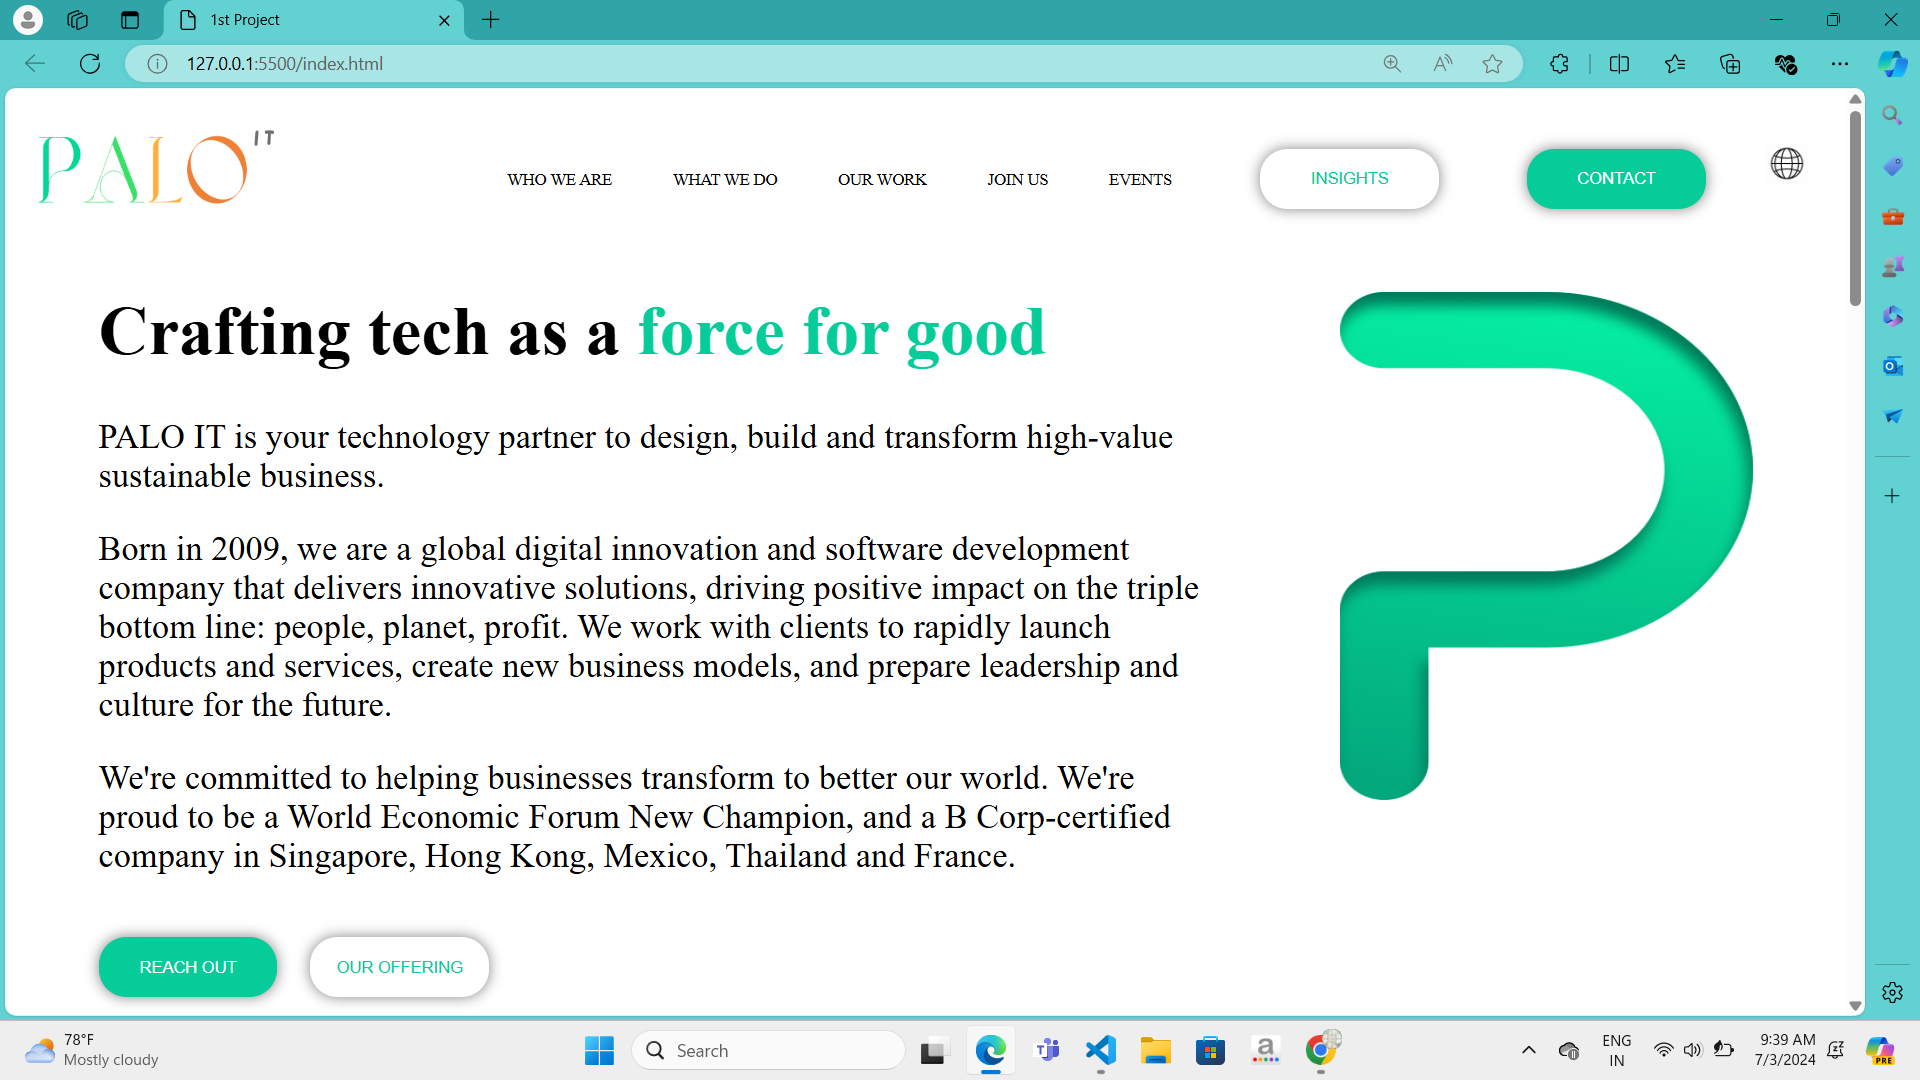 1st Project
127.0.0.1:5500/index.html
PALO IT
WHO WE ARE
WHAT WE DO
OUR WORK
JOIN US
EVENTS
INSIGHTS
CONTACT
Crafting tech as a force for good
PALO IT is your technology partner to design, build and transform high-value
sustainable business.
Born in 2009, we are a global digital innovation and software development
company that delivers innovative solutions, driving positive impact on the triple
bottom line: people, planet, profit. We work with clients to rapidly launch
products and services, create new business models, and prepare leadership and
culture for the future.
We're committed to helping businesses transform to better our world. We're
proud to be a World Economic Forum New Champion, and a B Corp-certified
company in Singapore, Hong Kong, Mexico, Thailand and France.
REACH OUT
OUR OFFERING
78°F
Mostly cloudy
Search
ENG
IN
9:39 AM
7/3/2024
PRE